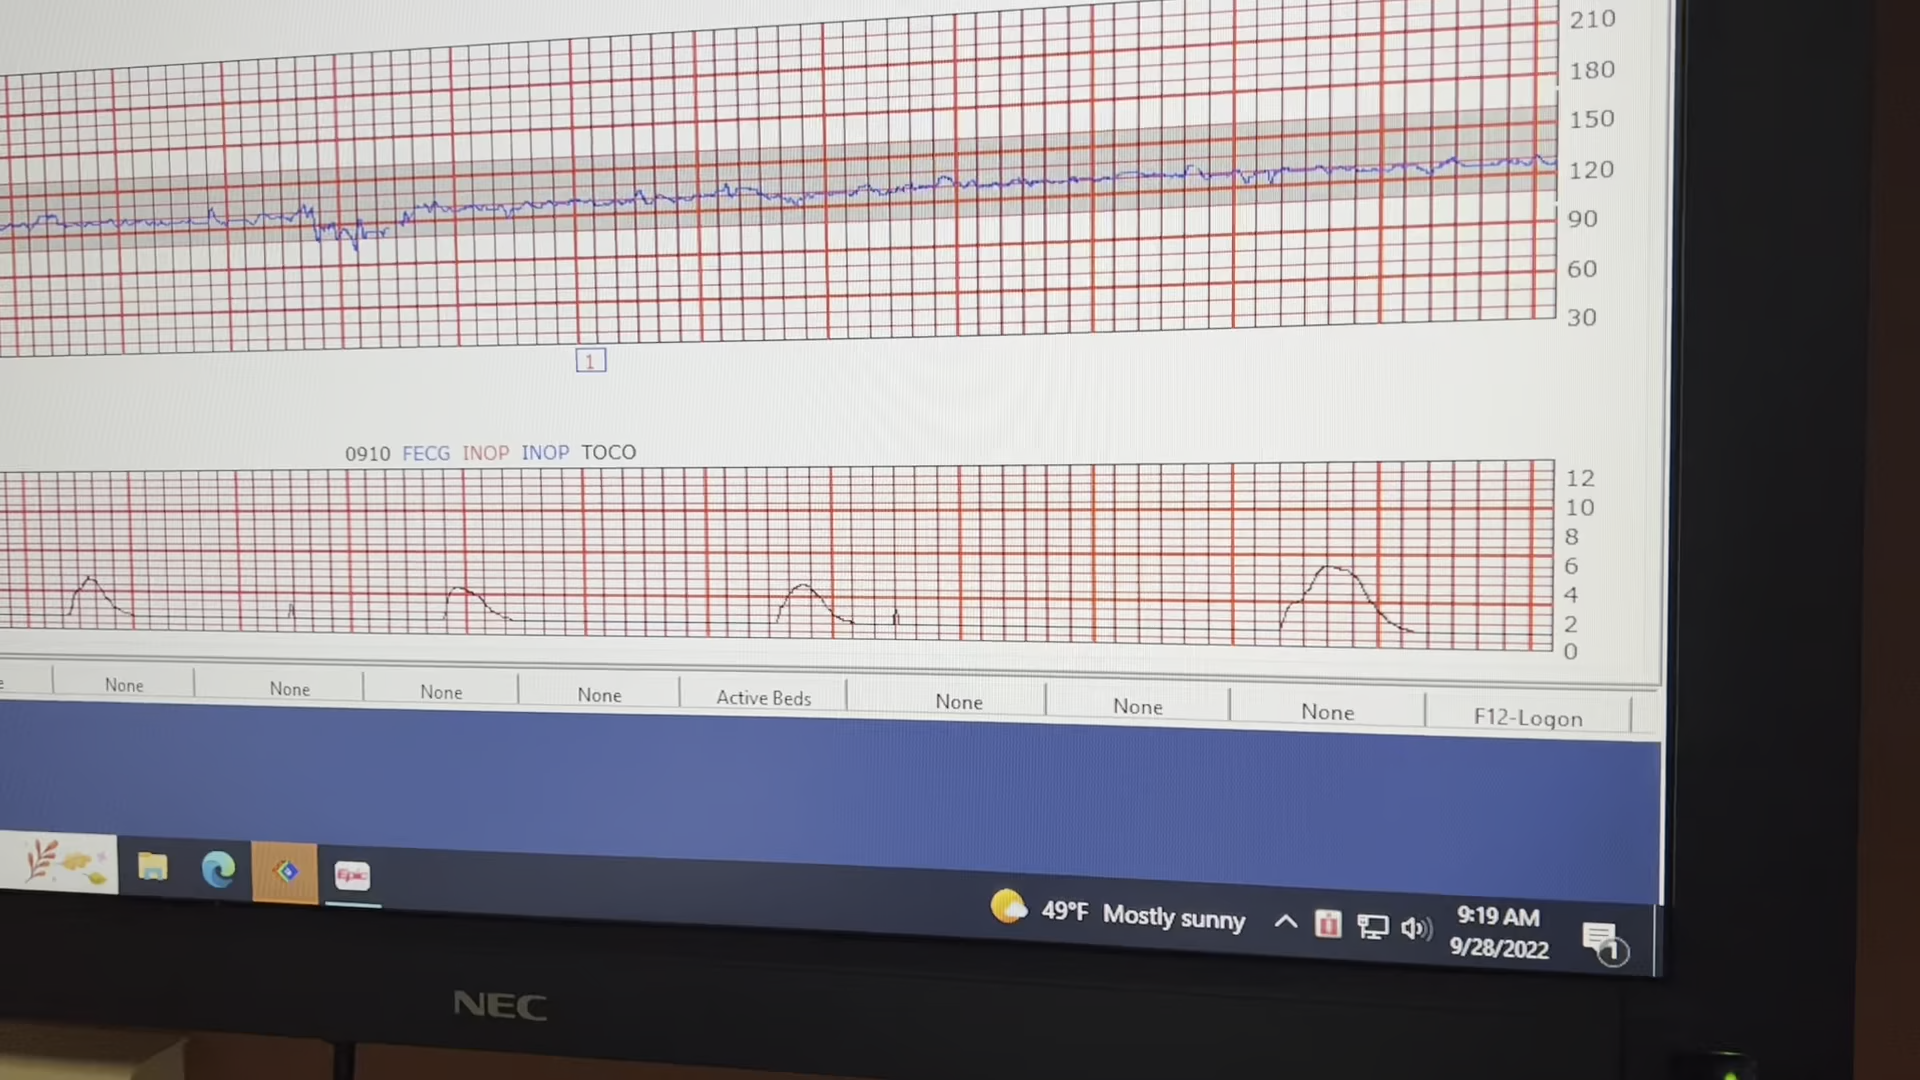 210
180
150
120
90
60
30
1
0910 FECG INOP INOP TOCO
12
10
8
6
4
2
0
None None None None Active Beds None None None F12-Logon
Epic
49°F Mostly sunny
9:19 AM
9/28/2022
1
NEC